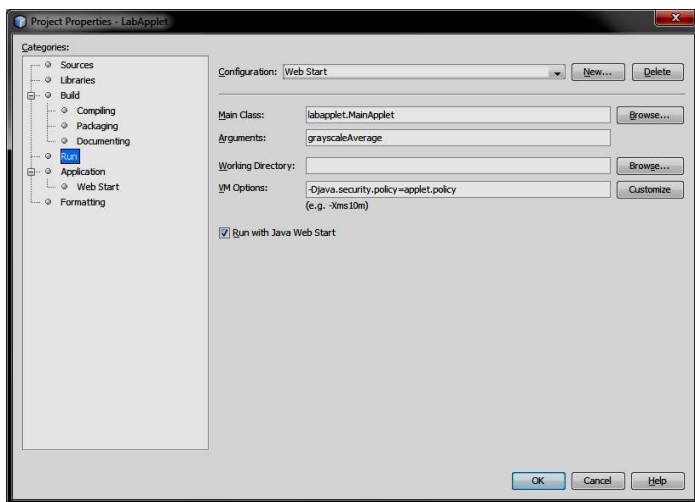 Project Properties - LabApplet
Categories:
Sources
Libraries
Build
Compiling
Packaging
Documenting
Run
Application
Web Start
Formatting
Configuration: Web Start New... Delete
Main Class: labapplet.MainApplet Browse...
Arguments: grayscaleAverage
Working Directory: Browse...
VM Options: -Djava.security.policy=applet.policy Customize
(e.g. -Xms10m)
Run with Java Web Start
OK Cancel Help